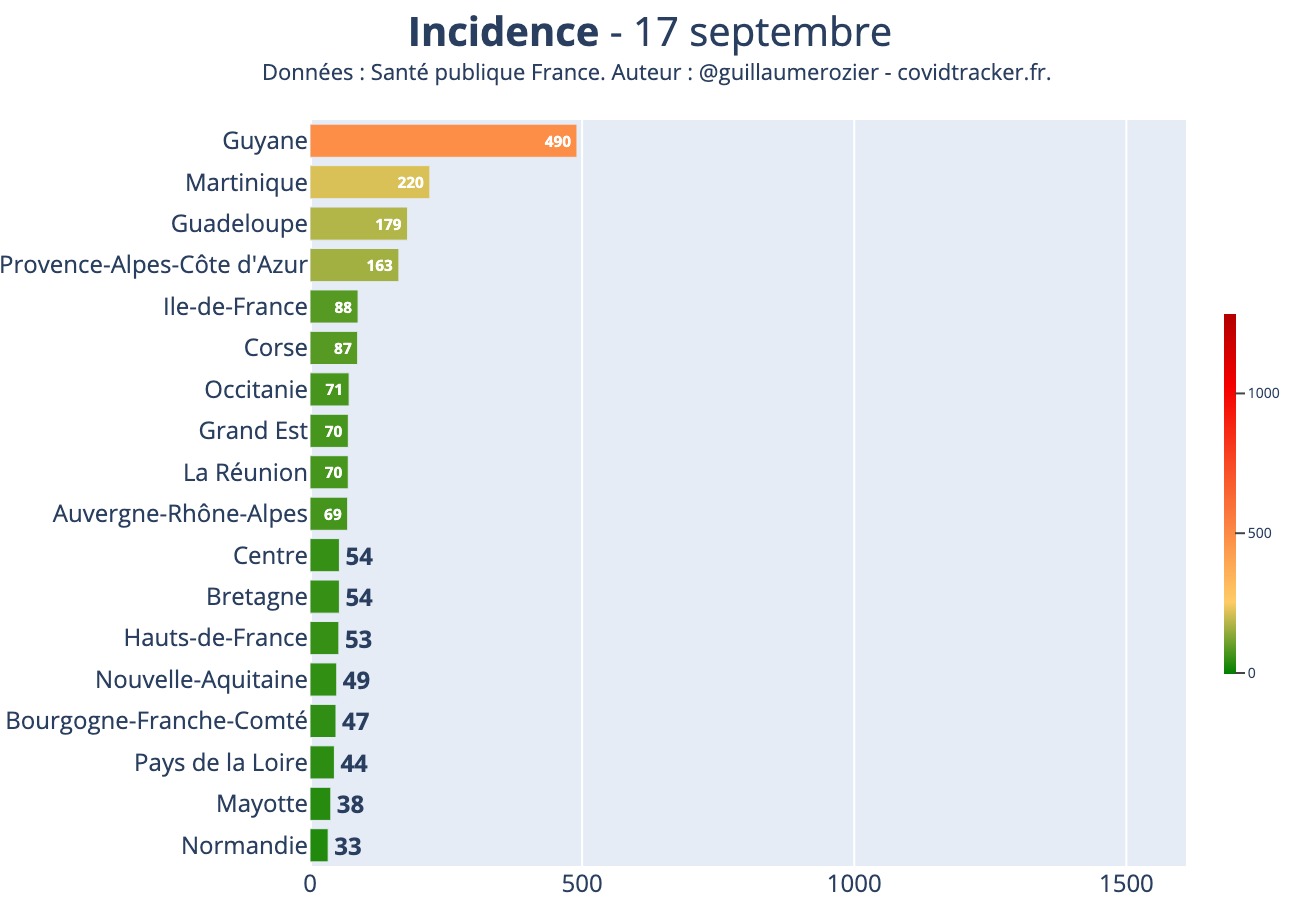 Incidence - 17 septembre
Données : Santé publique France. Auteur : @guillaumerozier - covidtracker.fr.
Guyane 490
Martinique 220
Guadeloupe 179
Provence-Alpes-Côte d'Azur 163
Ile-de-France 88
Corse 87
Occitanie 71
Grand Est 70
La Réunion 70
Auvergne-Rhône-Alpes 69
Centre 54
Bretagne 54
Hauts-de-France 53
Nouvelle-Aquitaine 49
Bourgogne-Franche-Comté 47
Pays de la Loire 44
Mayotte 38
Normandie 33
0 500 1000 1500
1000
500
0